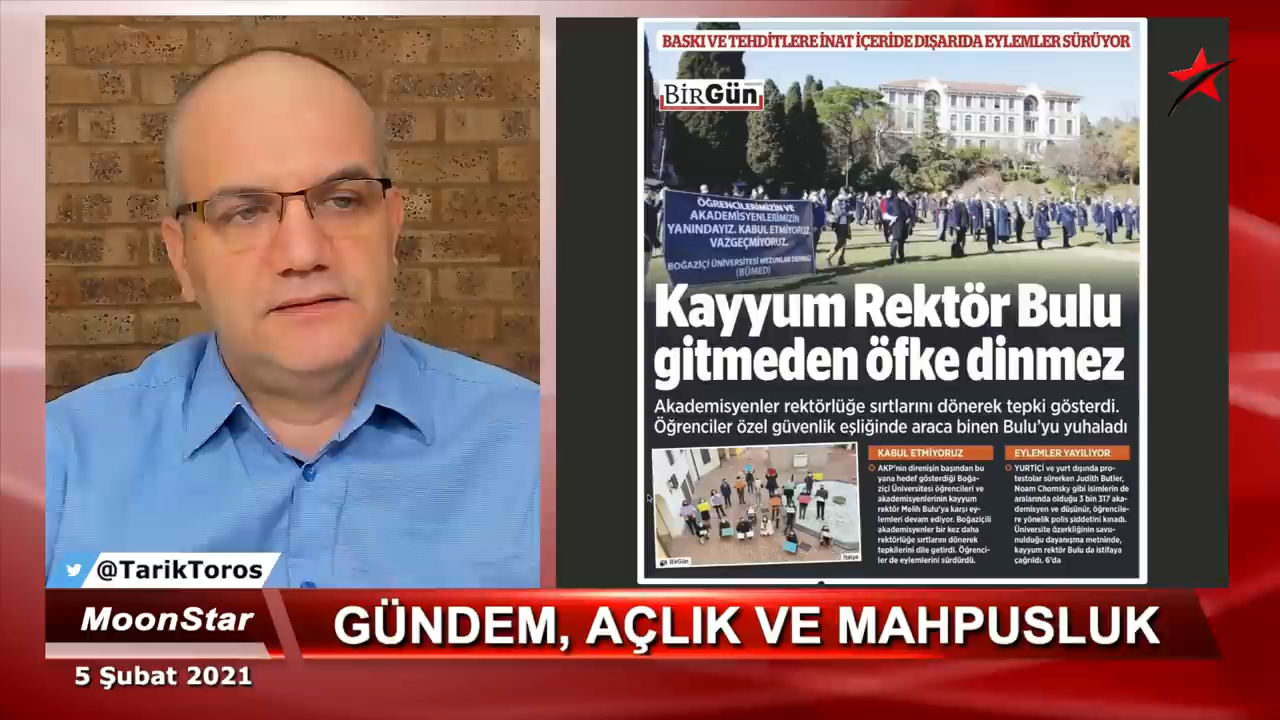 BASKI VE TEHDİTLERE İNAT İÇERİDE DIŞARIDA EYLEMLER SÜRÜYOR
BİRGün
ÖĞRENCİLERİMİZİN VE
AKADEMİSYENLERİMİZİN
YANINDAYIZ. KABUL ETMİYORUZ,
VAZGEÇMİYORUZ.
BOĞAZİÇİ ÜNİVERSİTESİ MEZUNLAR DERNEĞİ
(BÜMED)
Kayyum Rektör Bulu
gitmeden öfke dinmez
Akademisyenler rektörlüğe sırtlarını dönerek tepki gösterdi.
Öğrenciler özel güvenlik eşliğinde araca binen Bulu'yu yuhaladı
İtalya
BirGün
KABUL ETMİYORUZ
AKP'nin direnişin başından bu
yana hedef gösterdiği Boğa-
ziçi Üniversitesi öğrencileri ve
akademisyenlerinin kayyum
rektör Melih Bulu'ya karşı ey-
lemleri devam ediyor. Boğaziçili
akademisyenler bir kez daha
rektörlüğe sırtlarını dönerek
tepkilerini dile getirdi. Öğrenci-
ler de eylemlerini sürdürdü.
EYLEMLER YAYILIYOR
YURTİÇİ ve yurt dışında pro-
testolar sürerken Judith Butler,
Noam Chomsky gibi isimlerin de
aralarında olduğu 3 bin 317 aka-
demisyen ve düşünür, öğrencile-
re yönelik polis şiddetini kınadı.
Üniversite özerkliğinin savu-
nulduğu dayanışma metninde,
kayyum rektör Bulu da istifaya
çağrıldı. 6'da
@TarikToros
MoonStar
GÜNDEM, AÇLIK VE MAHPUSLUK
5 Şubat 2021